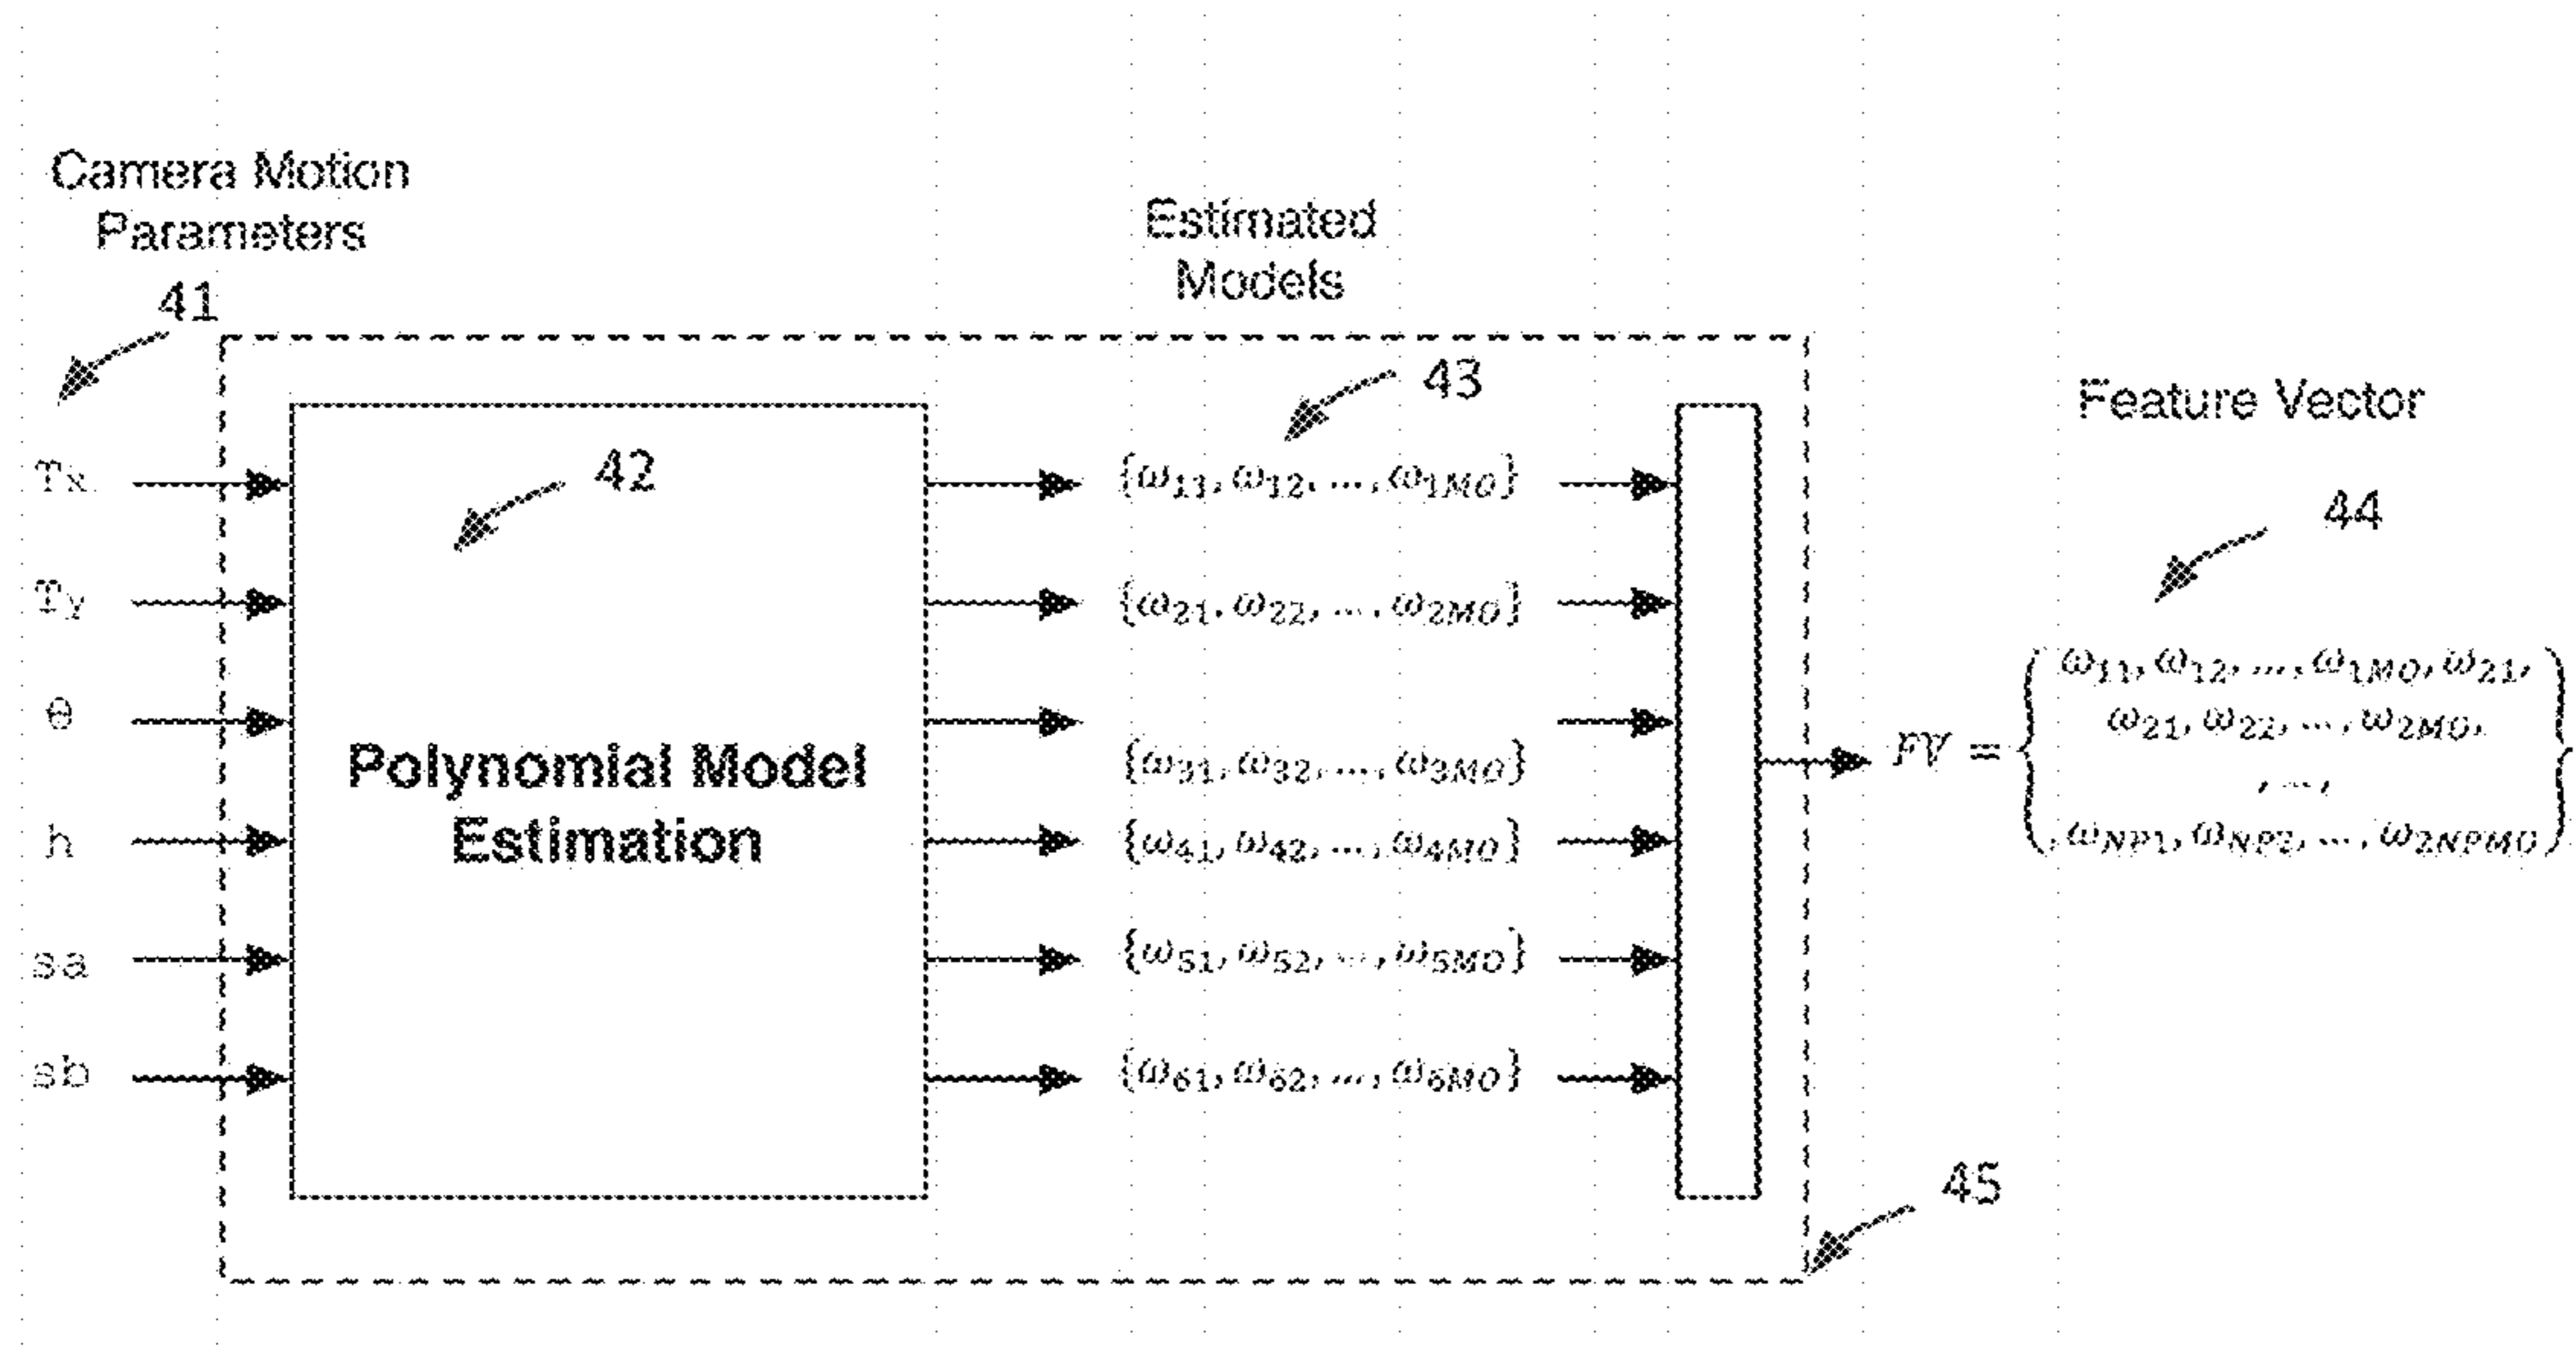 Camera Motion
Parameters
41
Estimated
Models
43
Feature Vector
44
42
Tx
Ty
θ
h
sa
sb
Polynomial Model
Estimation
{ω11, ω12, ..., ω1MO}
{ω21, ω22, ..., ω2MO}
{ω31, ω32, ..., ω3MO}
{ω41, ω42, ..., ω4MO}
{ω51, ω52, ..., ω5MO}
{ω61, ω62, ..., ω6MO}
FV = { ω11, ω12, ..., ω1MO, ω21,
ω21, ω22, ..., ω2MO,
, ...,
, ωNP1, ωNP2, ..., ω2NPMO }
45